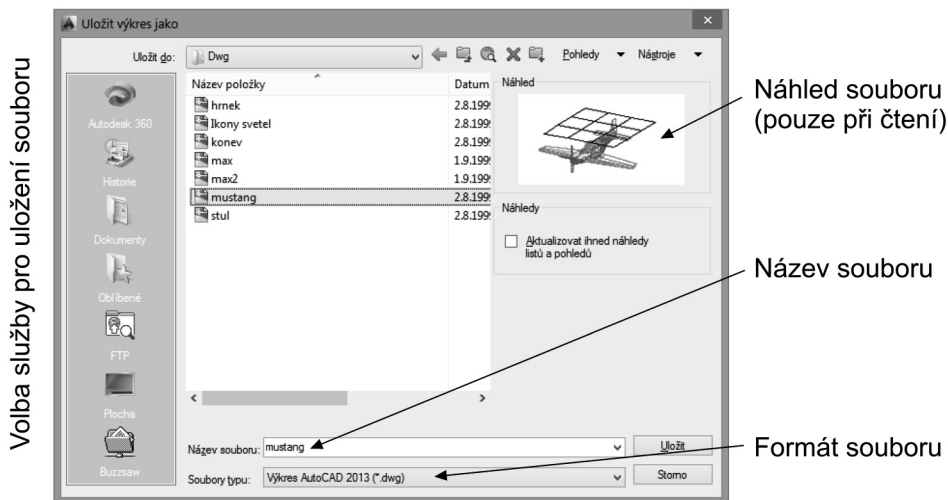 Uložit výkres jako
Uložit do: Dwg Pohledy Nástroje
Volba služby pro uložení souboru
Autodesk 360
Historie
Dokumenty
Oblíbené
FTP
Plocha
Buzzsaw
Název položky Datum
hrnek 2.8.199
Ikony svetel 2.8.199
konev 2.8.199
max 1.9.199
max2 1.9.199
mustang 2.8.199
stul 2.8.199
Náhled
Náhledy
Aktualizovat ihned náhledy
listů a pohledů
Název souboru: mustang Uložit
Soubory typu: Výkres AutoCAD 2013 (*.dwg) Storno
Náhled souboru
(pouze při čtení)
Název souboru
Formát souboru